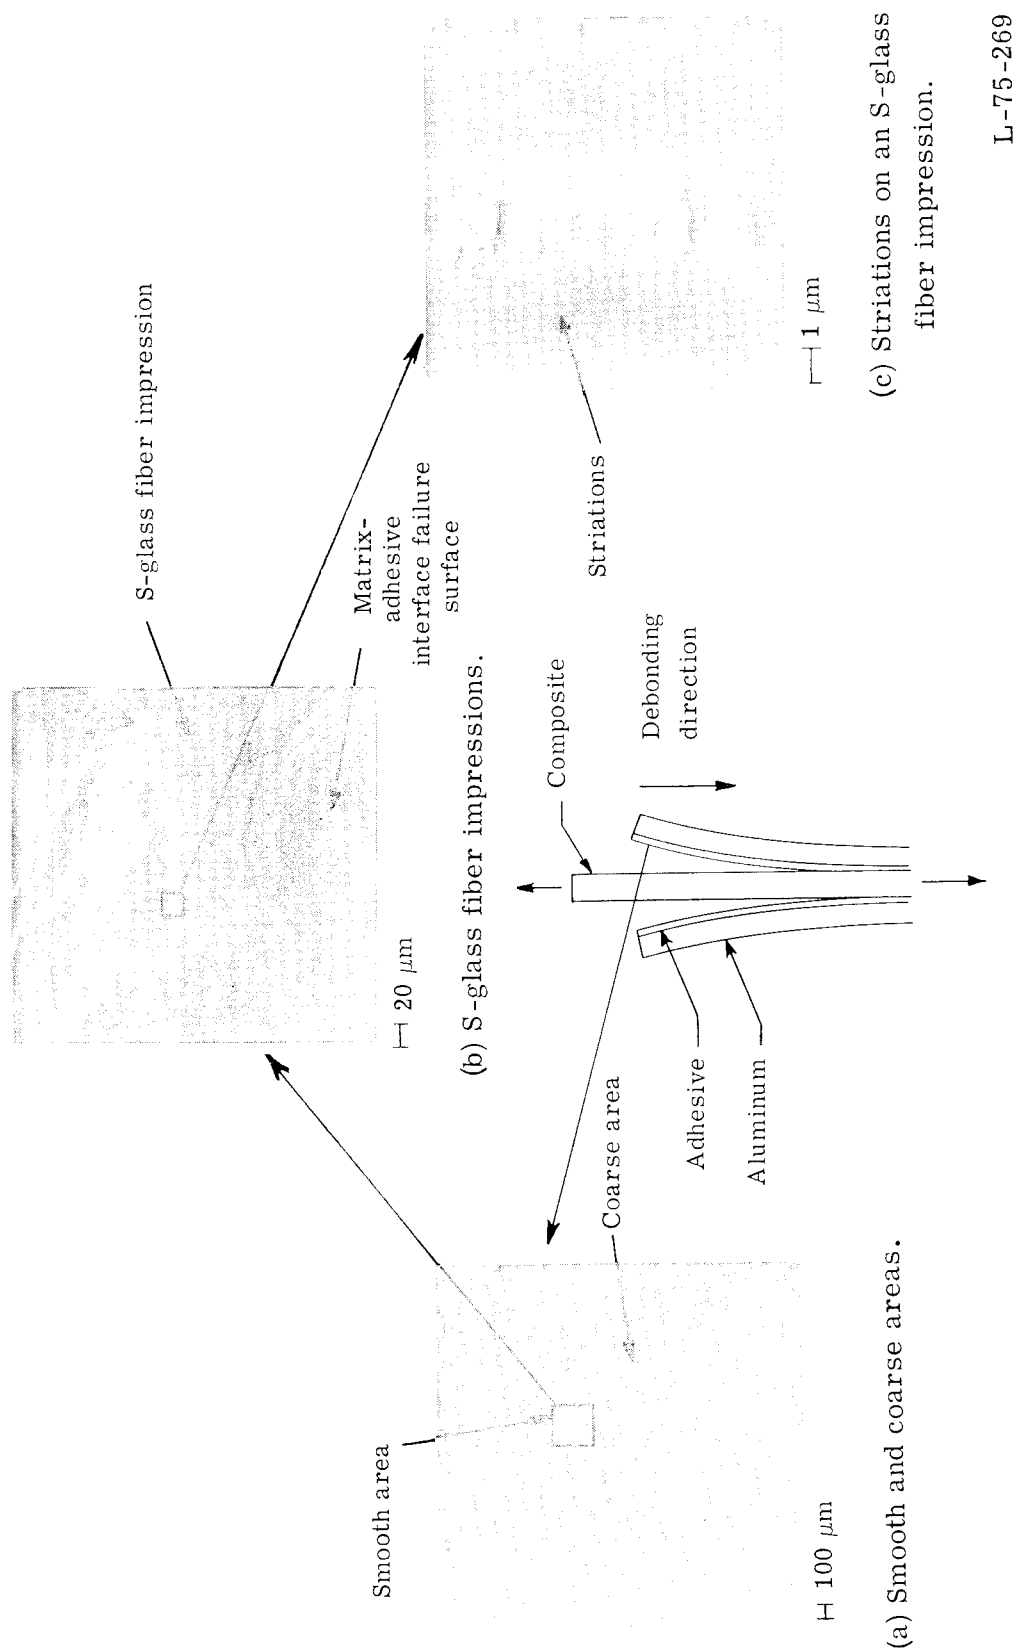 S-glass fiber impression
Matrix-
adhesive
interface failure
surface
⊢⊣ 20 μm
(b) S-glass fiber impressions.
Smooth area
Coarse area
⊢⊣ 100 μm
(a) Smooth and coarse areas.
Composite
Debonding
direction
Adhesive
Aluminum
Striations
1 μm
(c) Striations on an S-glass
fiber impression.
L-75-269